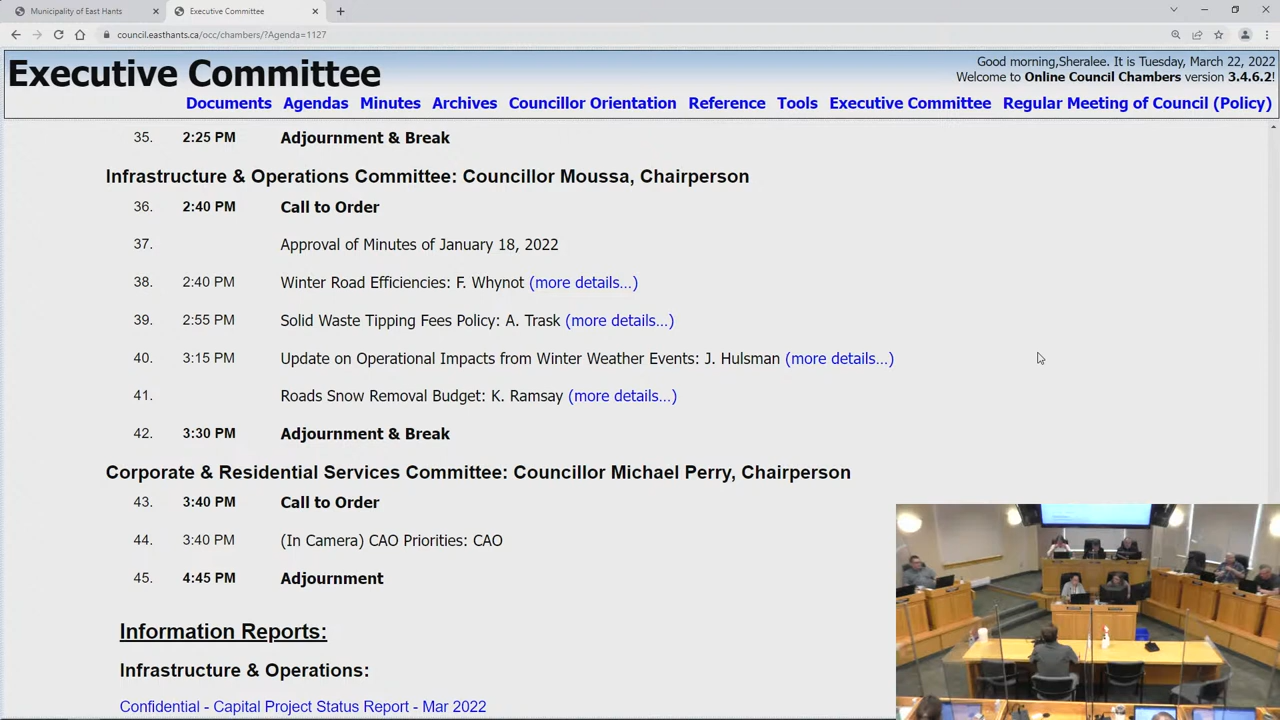 Municipality of East Hants
Executive Committee
council.easthants.ca/occ/chambers/?Agenda=1127
Executive Committee
Good morning,Sheralee. It is Tuesday, March 22, 2022
Welcome to Online Council Chambers version 3.4.6.2!
Documents Agendas Minutes Archives Councillor Orientation Reference Tools Executive Committee Regular Meeting of Council (Policy)
35. 2:25 PM Adjournment & Break
Infrastructure & Operations Committee: Councillor Moussa, Chairperson
36. 2:40 PM Call to Order
37. Approval of Minutes of January 18, 2022
38. 2:40 PM Winter Road Efficiencies: F. Whynot (more details...)
39. 2:55 PM Solid Waste Tipping Fees Policy: A. Trask (more details...)
40. 3:15 PM Update on Operational Impacts from Winter Weather Events: J. Hulsman (more details...)
41. Roads Snow Removal Budget: K. Ramsay (more details...)
42. 3:30 PM Adjournment & Break
Corporate & Residential Services Committee: Councillor Michael Perry, Chairperson
43. 3:40 PM Call to Order
44. 3:40 PM (In Camera) CAO Priorities: CAO
45. 4:45 PM Adjournment
Information Reports:
Infrastructure & Operations:
Confidential - Capital Project Status Report - Mar 2022